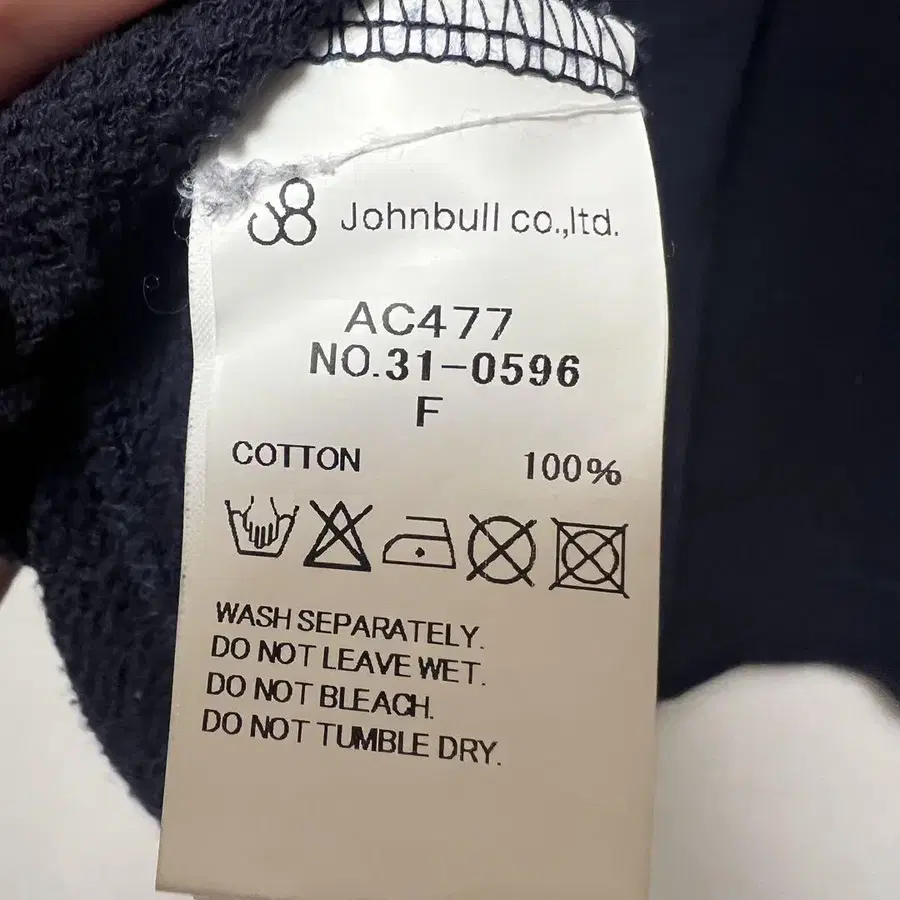 Johnbull co.,ltd.
AC477
NO.31-0596
F
COTTON 100%
WASH SEPARATELY.
DO NOT LEAVE WET.
DO NOT BLEACH.
DO NOT TUMBLE DRY.